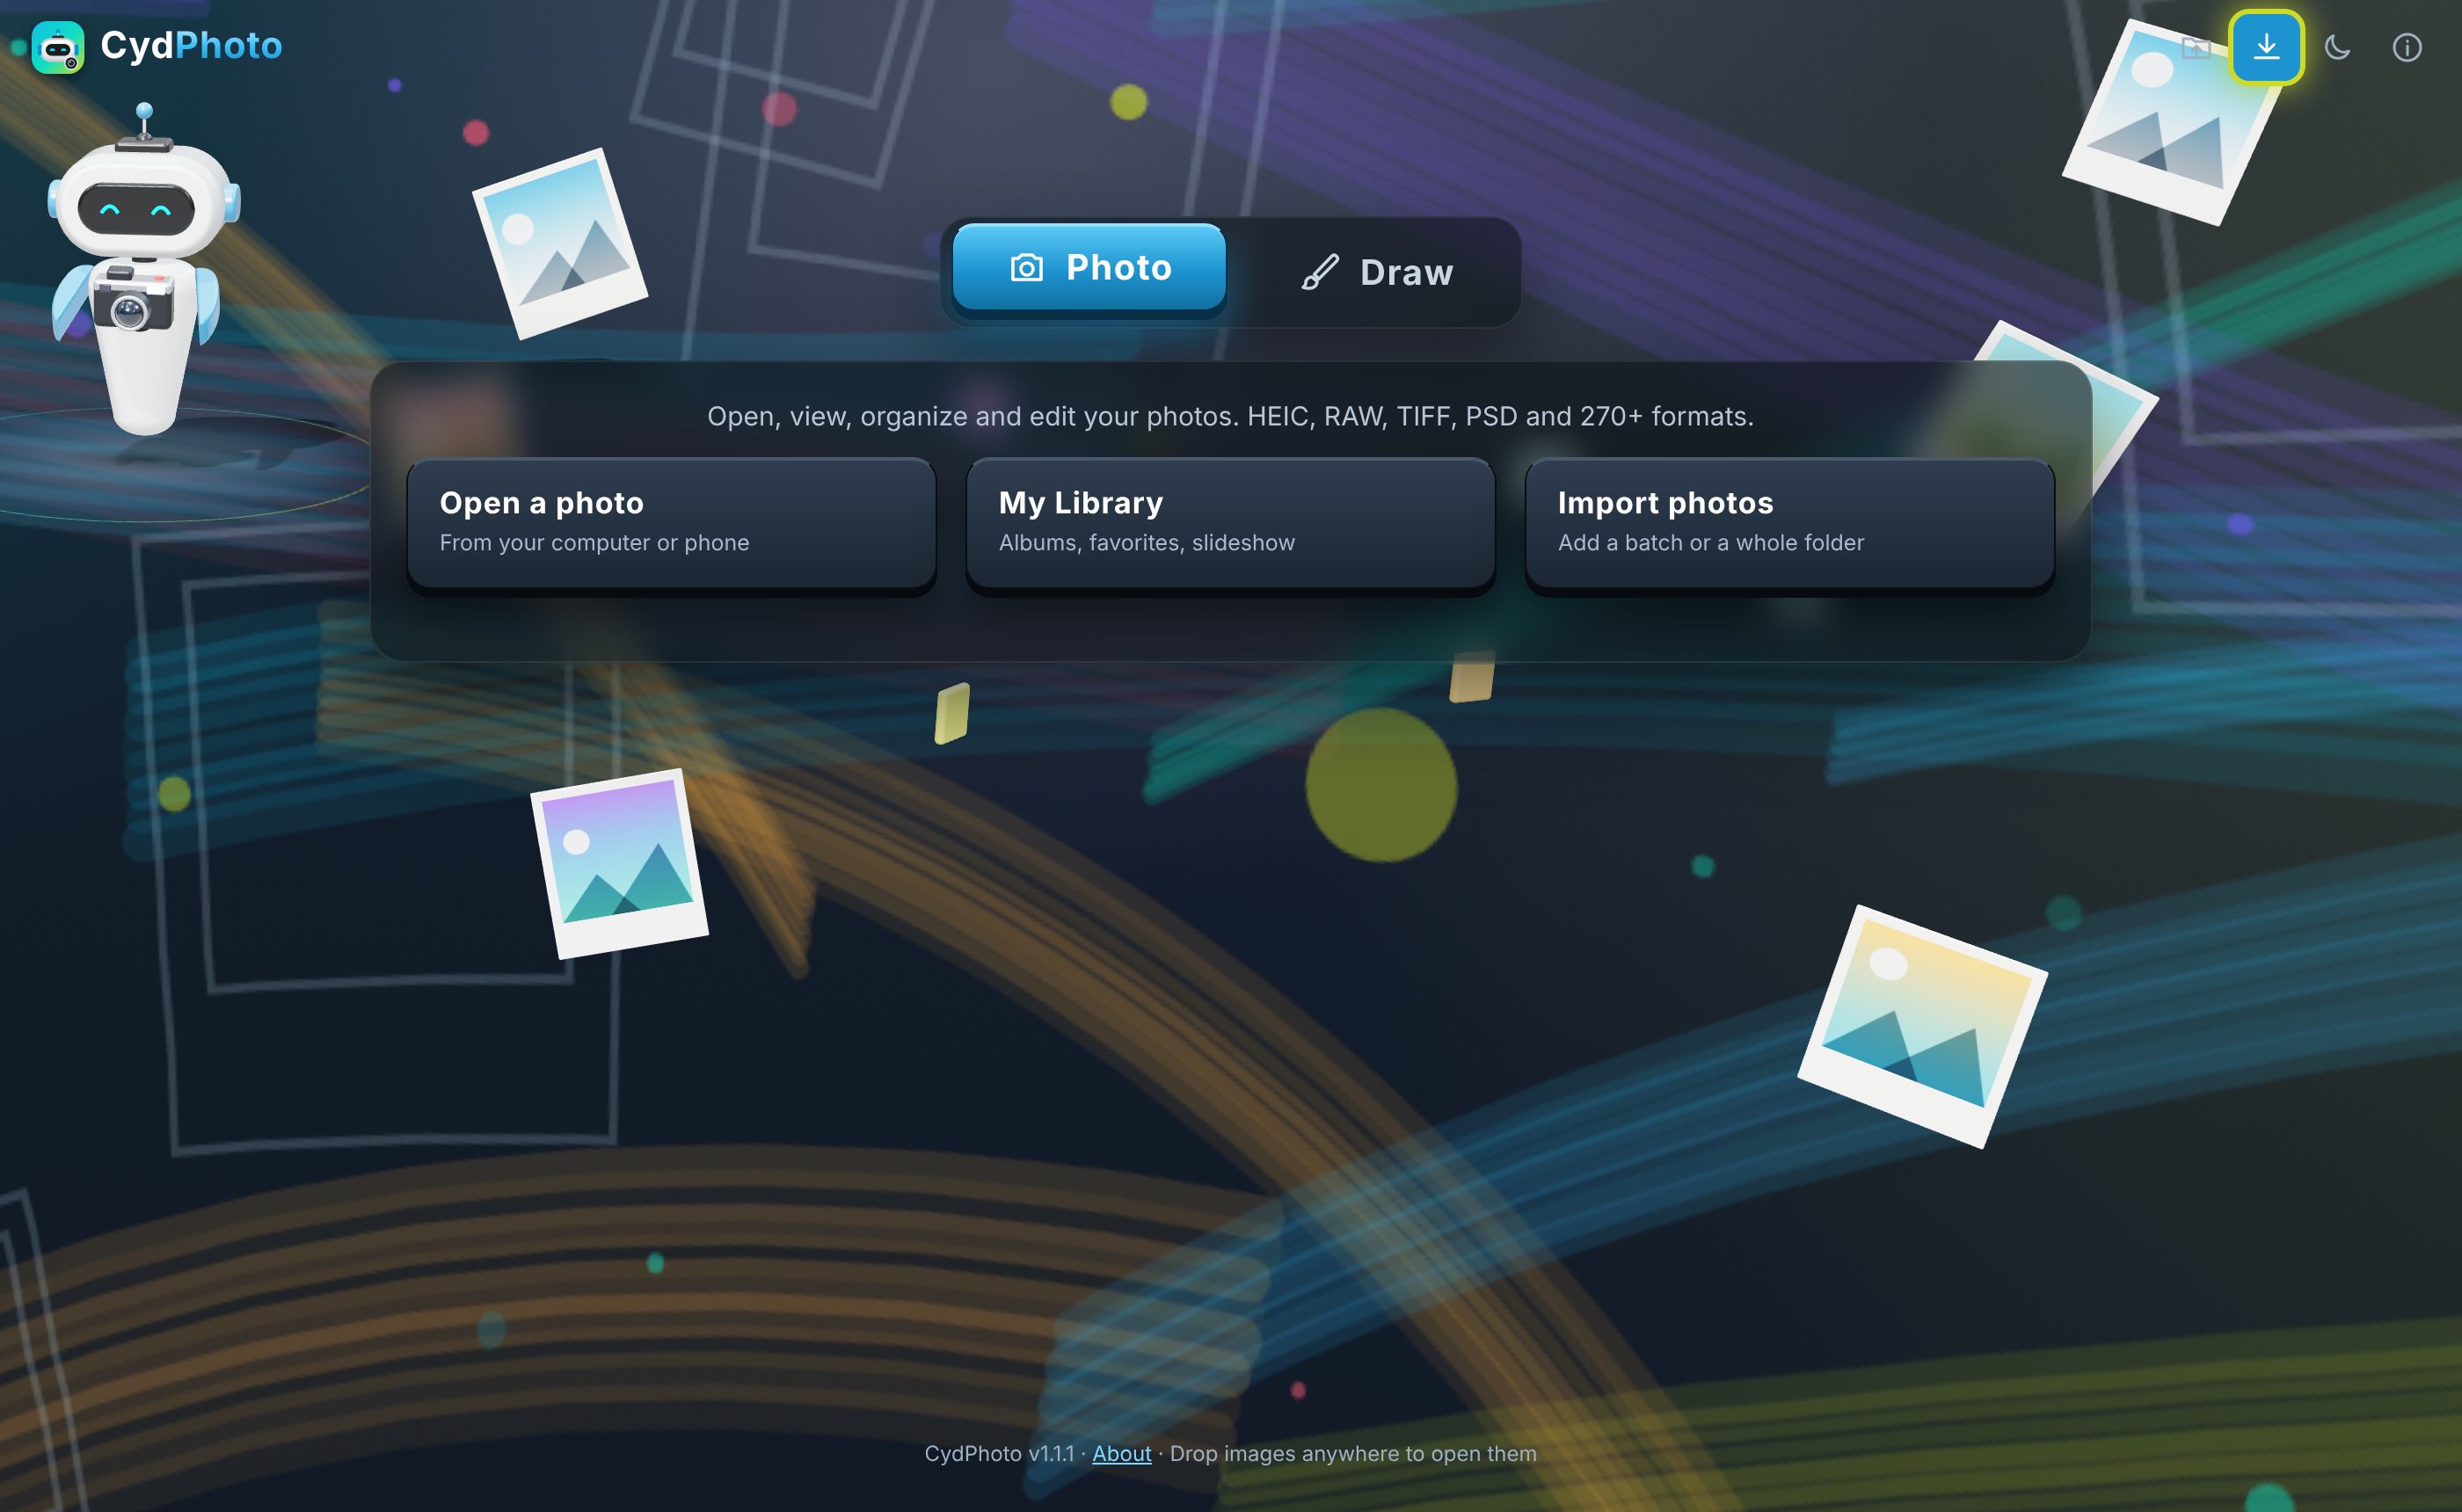 CydPhoto
Photo
Draw
Open, view, organize and edit your photos. HEIC, RAW, TIFF, PSD and 270+ formats.
Open a photo
From your computer or phone
My Library
Albums, favorites, slideshow
Import photos
Add a batch or a whole folder
CydPhoto v1.1.1 · About · Drop images anywhere to open them